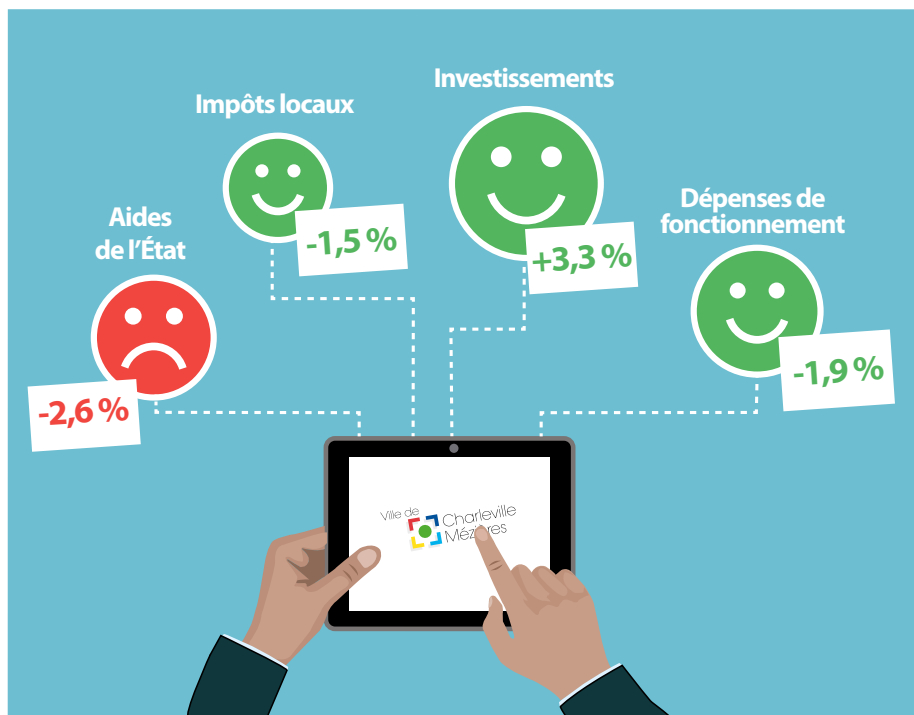 Investissements
Impôts locaux
Dépenses de
fonctionnement
Aides
de l'État
-1,5 %
+3,3 %
-1,9 %
-2,6 %
Ville de
Charleville
Mézières